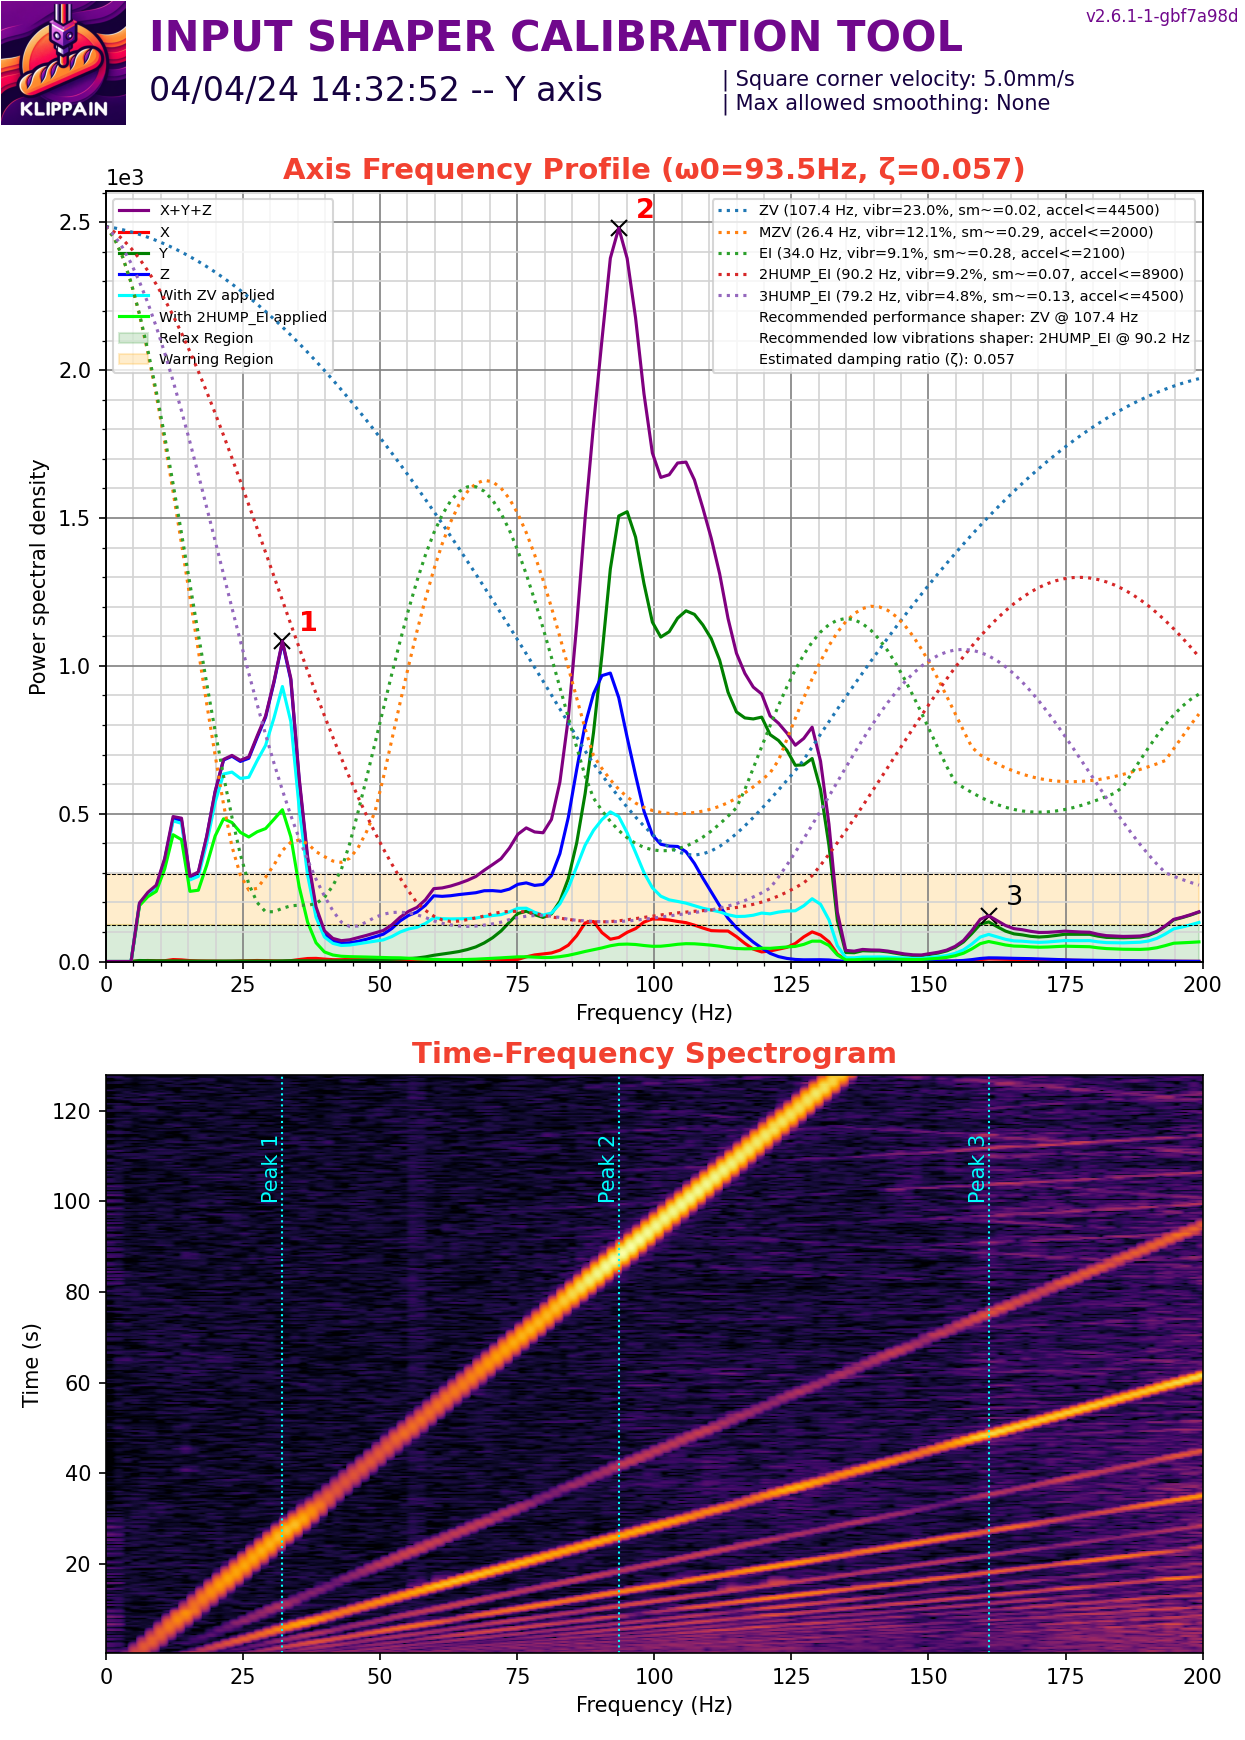 v2.6.1-1-gbf7a98d
INPUT SHAPER CALIBRATION TOOL
04/04/24 14:32:52 -- Y axis
| Square corner velocity: 5.0mm/s
| Max allowed smoothing: None
KLIPPAIN
Axis Frequency Profile (ω0=93.5Hz, ζ=0.057)
1e3
X+Y+Z
X
Y
Z
With ZV applied
With 2HUMP_EI applied
Relax Region
Warning Region
ZV (107.4 Hz, vibr=23.0%, sm~=0.02, accel<=44500)
MZV (26.4 Hz, vibr=12.1%, sm~=0.29, accel<=2000)
EI (34.0 Hz, vibr=9.1%, sm~=0.28, accel<=2100)
2HUMP_EI (90.2 Hz, vibr=9.2%, sm~=0.07, accel<=8900)
3HUMP_EI (79.2 Hz, vibr=4.8%, sm~=0.13, accel<=4500)
Recommended performance shaper: ZV @ 107.4 Hz
Recommended low vibrations shaper: 2HUMP_EI @ 90.2 Hz
Estimated damping ratio (ζ): 0.057
1
2
3
Power spectral density
2.5
2.0
1.5
1.0
0.5
0.0
0 25 50 75 100 125 150 175 200
Frequency (Hz)
Time-Frequency Spectrogram
Peak 1
Peak 2
Peak 3
Time (s)
120
100
80
60
40
20
0 25 50 75 100 125 150 175 200
Frequency (Hz)